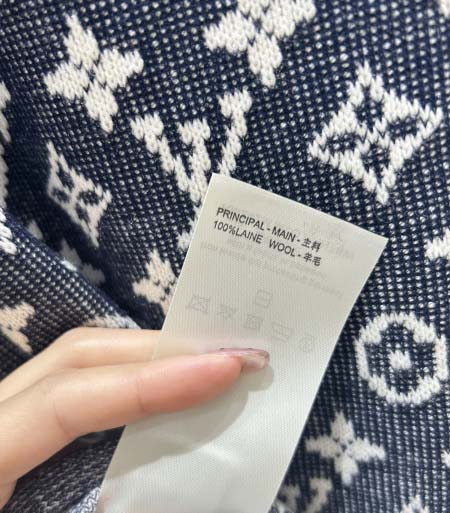 PRINCIPAL - MAIN - 主料
100%LAINE WOOL - 羊毛